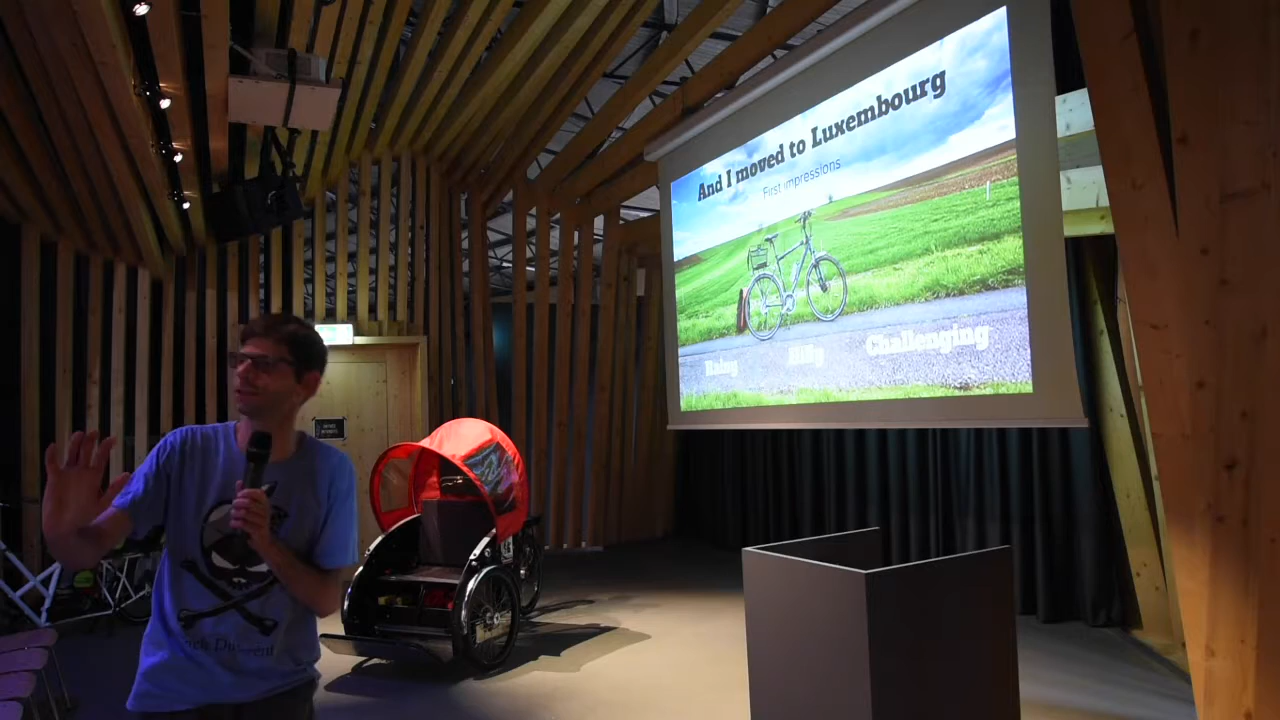 And I moved to Luxembourg
First impressions
Rainy Hilly Challenging